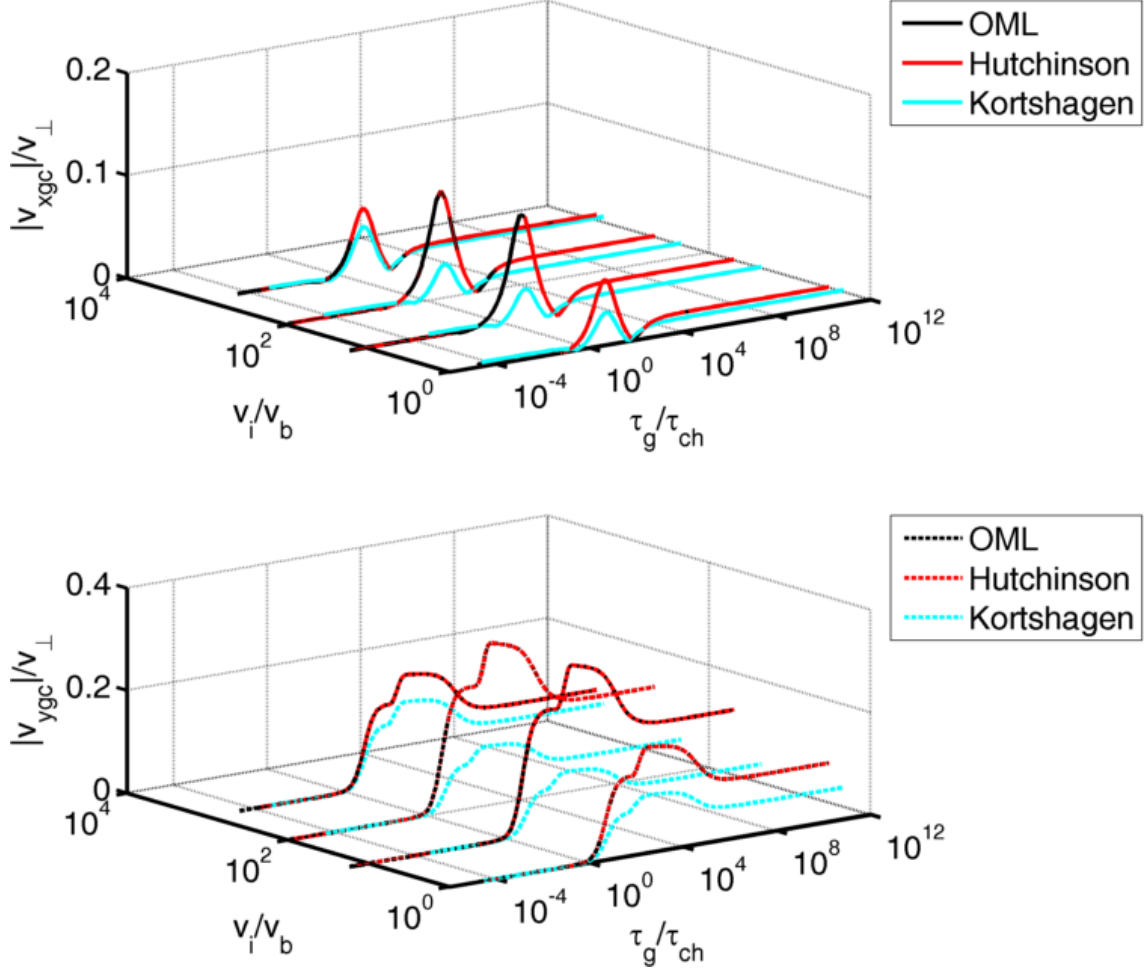 OML
Hutchinson
Kortshagen
|v_xgc|/v_⊥
0.2
0.1
0
10^4
10^2
10^0
v_i/v_b
10^-4
10^0
10^4
10^8
10^12
τ_g/τ_ch
OML
Hutchinson
Kortshagen
|v_ygc|/v_⊥
0.4
0.2
0
10^4
10^2
10^0
v_i/v_b
10^-4
10^0
10^4
10^8
10^12
τ_g/τ_ch